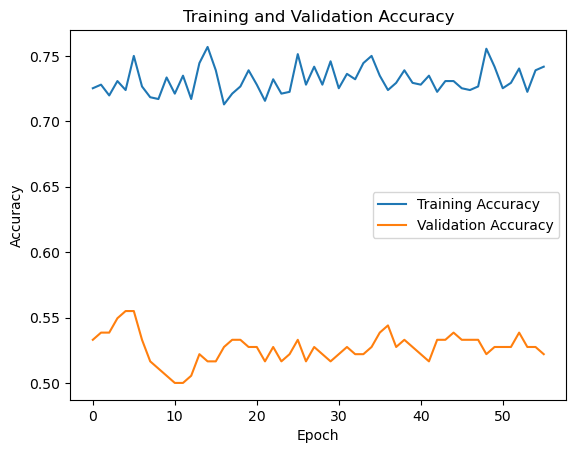 Training and Validation Accuracy
Accuracy
0.75
0.70
0.65
0.60
0.55
0.50
Training Accuracy
Validation Accuracy
0 10 20 30 40 50
Epoch